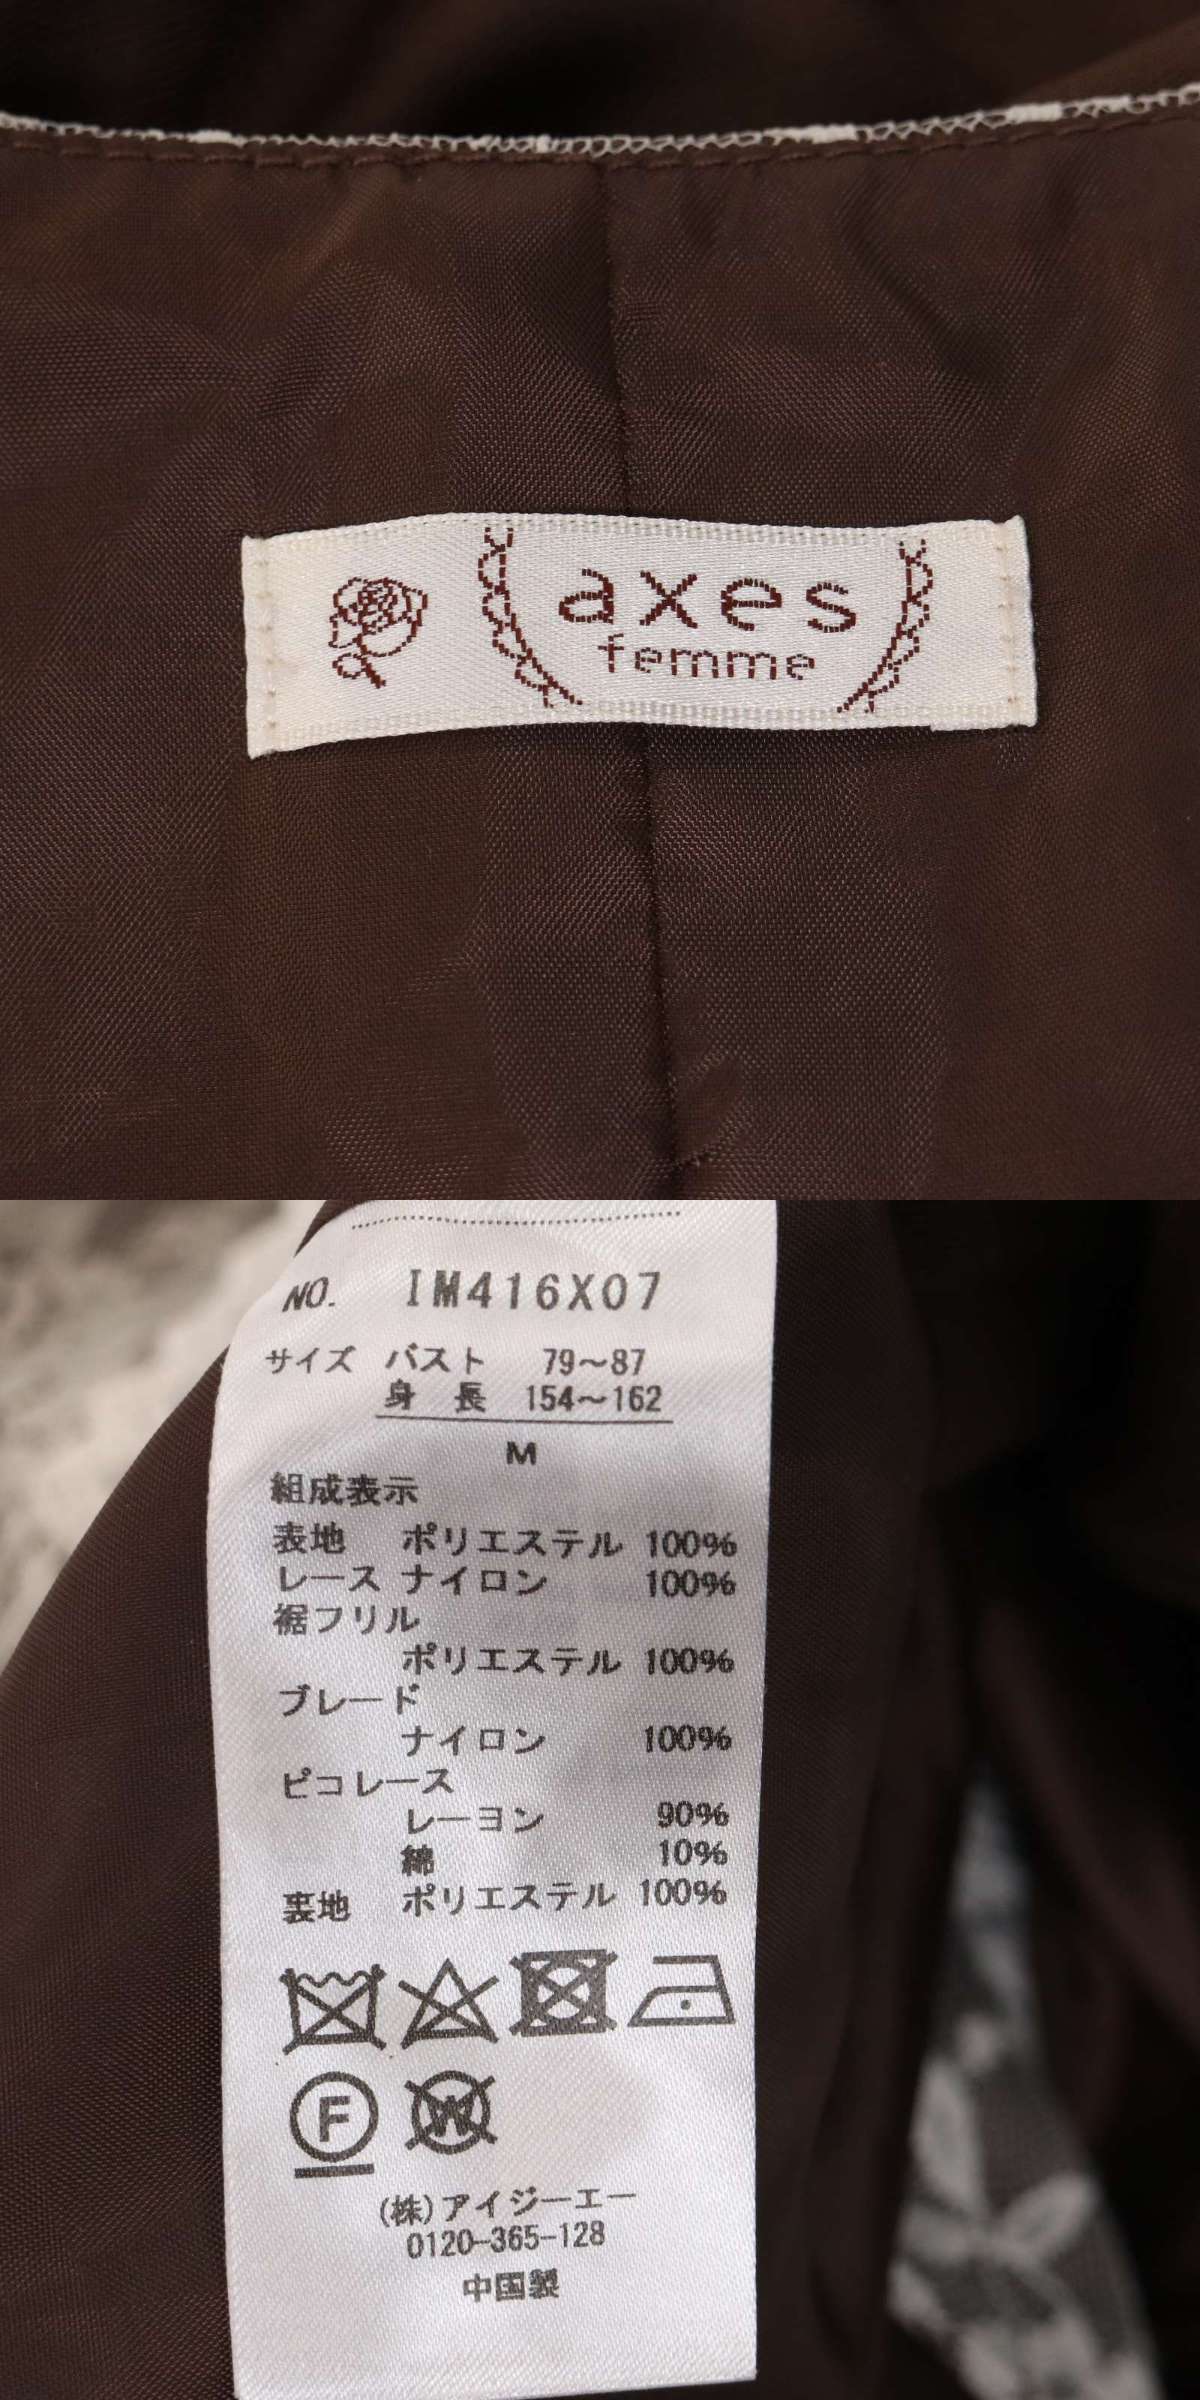 axes
femme
NO. IM416X07
サイズ バスト 79～87
身 長 154～162
M
組成表示
表地 ポリエステル 100%
レース ナイロン 100%
裾フリル
ポリエステル 100%
ブレード
ナイロン 100%
ピコレース
レーヨン 90%
綿 10%
裏地 ポリエステル 100%
F W
(株)アイジーエー
0120-365-128
中国製